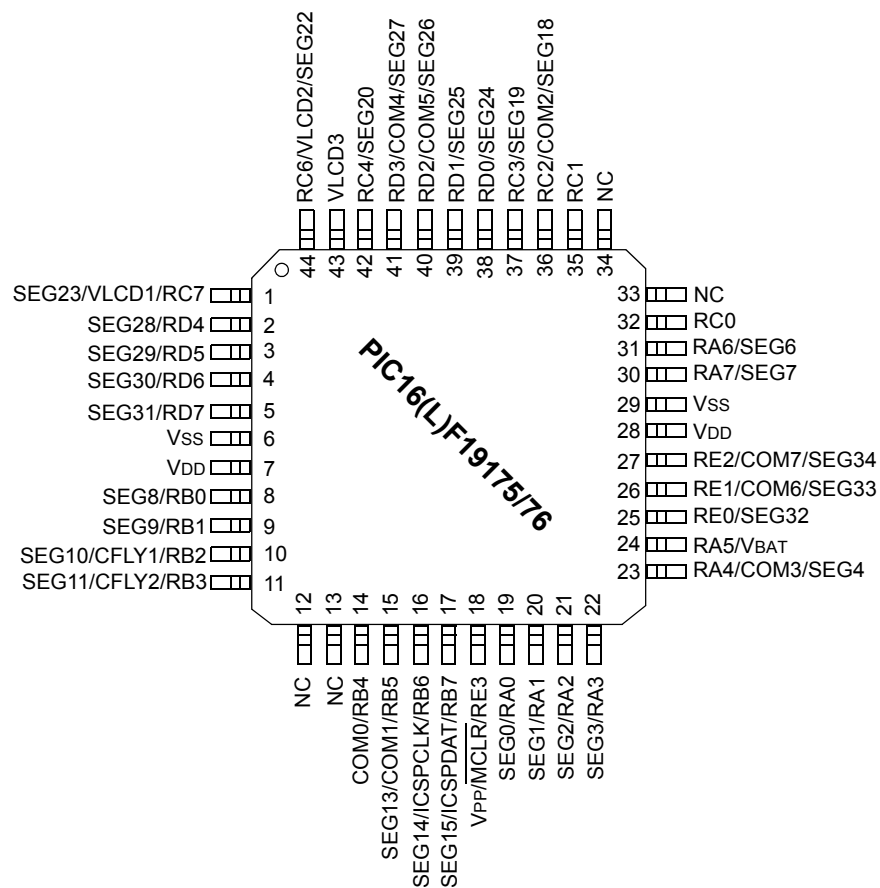 RC6/VLCD2/SEG22
VLCD3
RC4/SEG20
RD3/COM4/SEG27
RD2/COM5/SEG26
RD1/SEG25
RD0/SEG24
RC3/SEG19
RC2/COM2/SEG18
RC1
NC
44
43
42
41
40
39
38
37
36
35
34
SEG23/VLCD1/RC7 1
SEG28/RD4 2
SEG29/RD5 3
SEG30/RD6 4
SEG31/RD7 5
VSS 6
VDD 7
SEG8/RB0 8
SEG9/RB1 9
SEG10/CFLY1/RB2 10
SEG11/CFLY2/RB3 11
PIC16(L)F19175/76
33 NC
32 RC0
31 RA6/SEG6
30 RA7/SEG7
29 VSS
28 VDD
27 RE2/COM7/SEG34
26 RE1/COM6/SEG33
25 RE0/SEG32
24 RA5/VBAT
23 RA4/COM3/SEG4
12
13
14
15
16
17
18
19
20
21
22
NC
NC
COM0/RB4
SEG13/COM1/RB5
SEG14/ICSPCLK/RB6
SEG15/ICSPDAT/RB7
VPP/MCLR/RE3
SEG0/RA0
SEG1/RA1
SEG2/RA2
SEG3/RA3